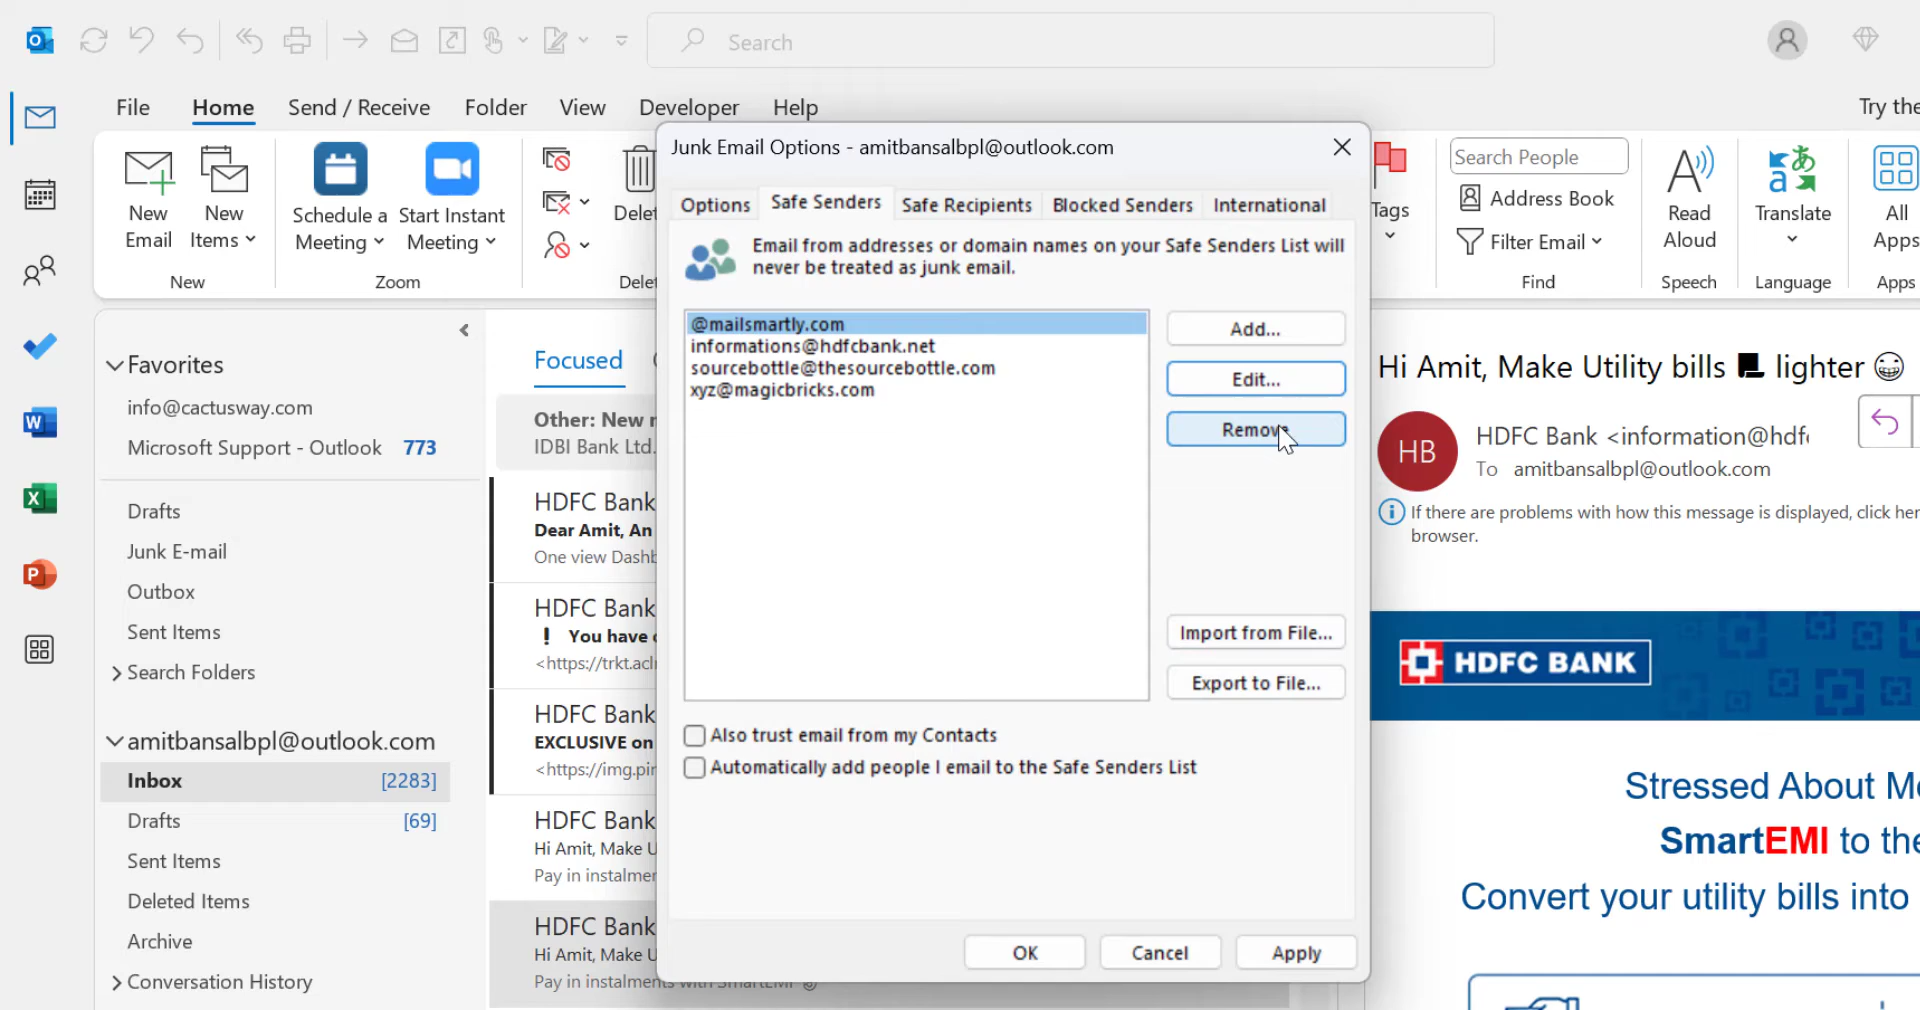 Search
File Home Send / Receive Folder View Developer Help
Try the
New
Email
New
Items
New
Schedule a
Meeting
Start Instant
Meeting
Zoom
Delet
Delet
Tags
Search People
Address Book
Filter Email
Find
Read
Aloud
Speech
Translate
Language
All
Apps
Apps
Favorites
info@cactusway.com
Microsoft Support - Outlook 773
Drafts
Junk E-mail
Outbox
Sent Items
Search Folders
amitbansalbpl@outlook.com
Inbox [2283]
Drafts [69]
Sent Items
Deleted Items
Archive
Conversation History
Focused
Other: New
IDBI Bank Ltd.
HDFC Bank
Dear Amit, An
One view Dashb
HDFC Bank
! You have
<https://trkt.acl
HDFC Bank
EXCLUSIVE on
<https://img.pi
HDFC Bank
Hi Amit, Make U
Pay in instalmer
HDFC Bank
Hi Amit, Make U
Pay in instalments with SmartEMI
Junk Email Options - amitbansalbpl@outlook.com
Options Safe Senders Safe Recipients Blocked Senders International
Email from addresses or domain names on your Safe Senders List will
never be treated as junk email.
@mailsmartly.com
informations@hdfcbank.net
sourcebottle@thesourcebottle.com
xyz@magicbricks.com
Add...
Edit...
Remove
Import from File...
Export to File...
Also trust email from my Contacts
Automatically add people I email to the Safe Senders List
OK Cancel Apply
Hi Amit, Make Utility bills lighter 😀
HB
HDFC Bank <information@hdf
To amitbansalbpl@outlook.com
If there are problems with how this message is displayed, click her
browser.
HDFC BANK
Stressed About M
SmartEMI to the
Convert your utility bills into